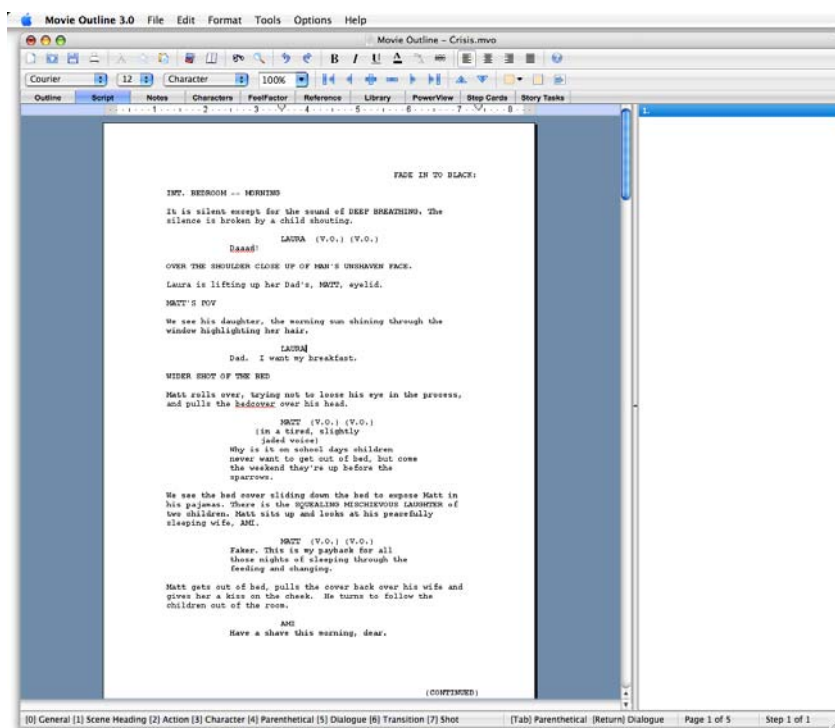 Movie Outline 3.0 File Edit Format Tools Options Help
Movie Outline - Crisis.mvo
B I U A
Courier 12 Character 100%
Outline Script Notes Characters FeelFactor Reference Library PowerView Step Cards Story Tasks
1 2 3 4 5 6 7 8
1.
FADE IN TO BLACK:
INT. BEDROOM -- MORNING
It is silent except for the sound of DEEP BREATHING. The
silence is broken by a child shouting.
LAURA (V.O.) (V.O.)
Daaad!
OVER THE SHOULDER CLOSE UP OF MAN'S UNSHAVEN FACE.
Laura is lifting up her Dad's, MATT, eyelid.
MATT'S POV
We see his daughter, the morning sun shining through the
window highlighting her hair.
LAURA
Dad. I want my breakfast.
WIDER SHOT OF THE BED
Matt rolls over, trying not to loose his eye in the process,
and pulls the bedcover over his head.
MATT (V.O.) (V.O.)
(in a tired, slightly
jaded voice)
Why is it on school days children
never want to get out of bed, but come
the weekend they're up before the
sparrows.
We see the bed cover sliding down the bed to expose Matt in
his pajamas. There is the SQUEALING MISCHIEVOUS LAUGHTER of
two children. Matt sits up and looks at his peacefully
sleeping wife, AMI.
MATT (V.O.) (V.O.)
Faker. This is my payback for all
those nights of sleeping through the
feeding and changing.
Matt gets out of bed, pulls the cover back over his wife and
gives her a kiss on the cheek. He turns to follow the
children out of the room.
AMI
Have a shave this morning, dear.
(CONTINUED)
[0] General [1] Scene Heading [2] Action [3] Character [4] Parenthetical [5] Dialogue [6] Transition [7] Shot [Tab] Parenthetical [Return] Dialogue Page 1 of 5 Step 1 of 1